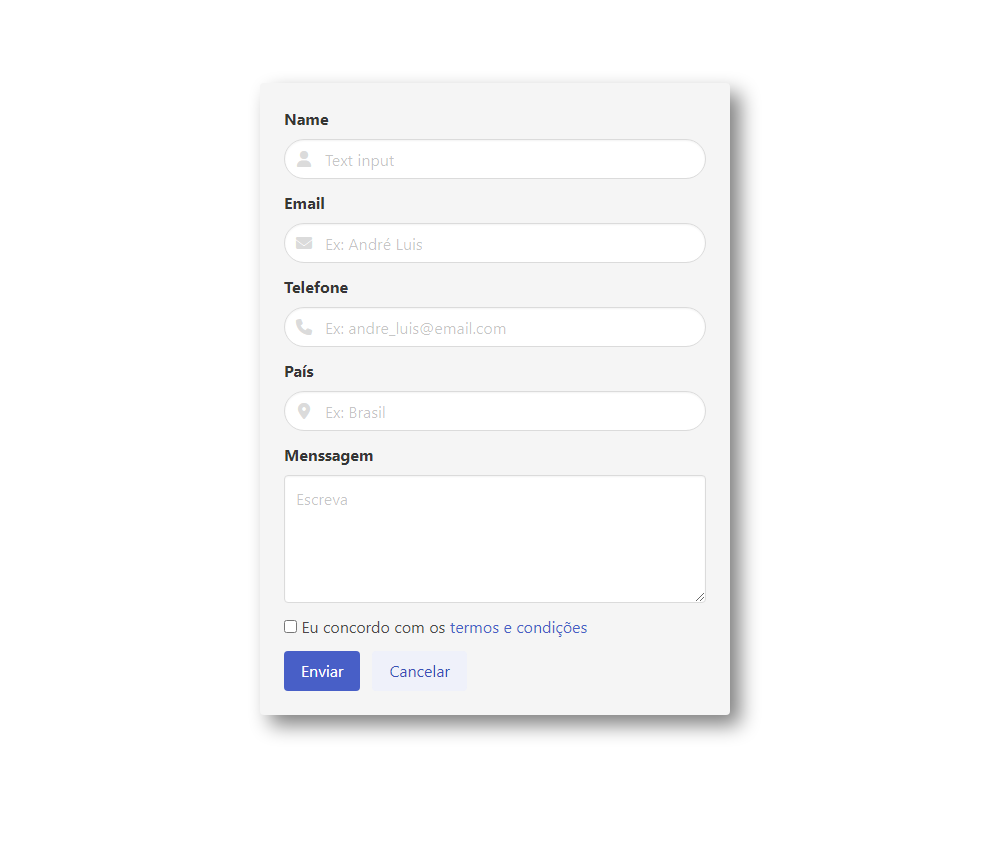 Name
Text input
Email
Ex: André Luis
Telefone
Ex: andre_luis@email.com
País
Ex: Brasil
Menssagem
Escreva
Eu concordo com os termos e condições
Enviar Cancelar